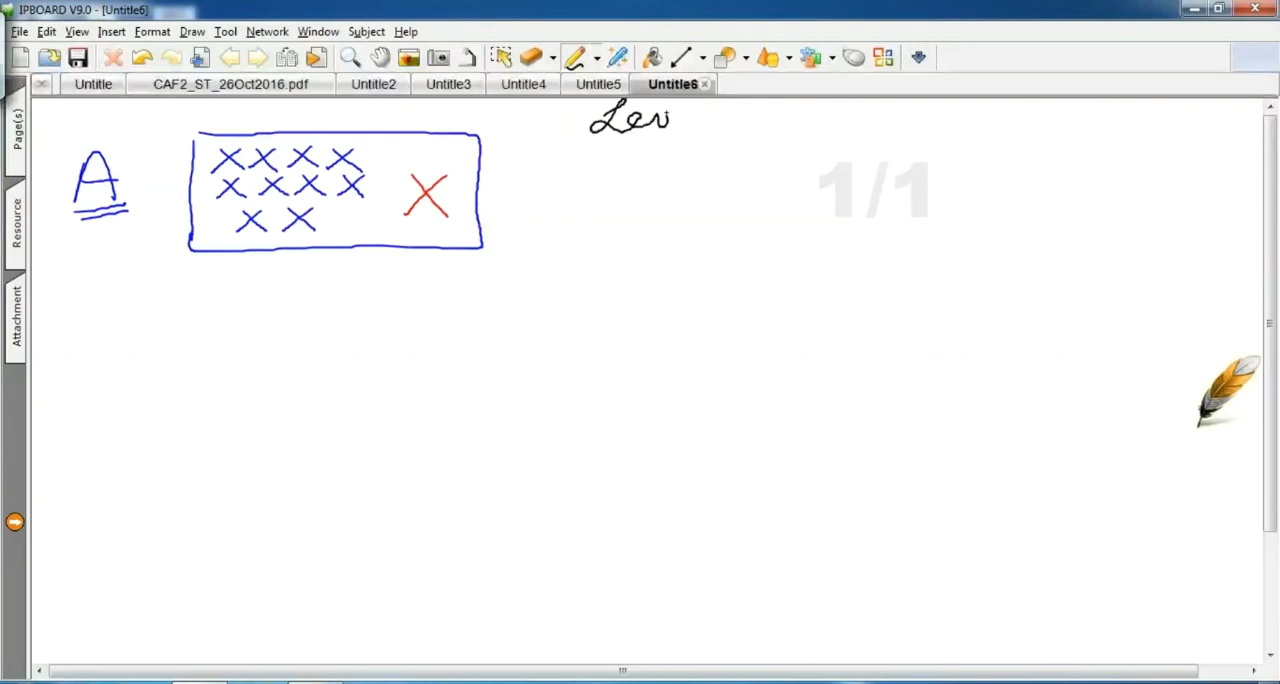 IPBOARD V9.0 - [Untitle6]
File Edit View Insert Format Draw Tool Network Window Subject Help
Untitle CAF2_ST_26Oct2016.pdf Untitle2 Untitle3 Untitle4 Untitle5 Untitle6
Page(s)
Resource
Attachment
Lev
A
X X X X
X X X X
X X
X
1/1